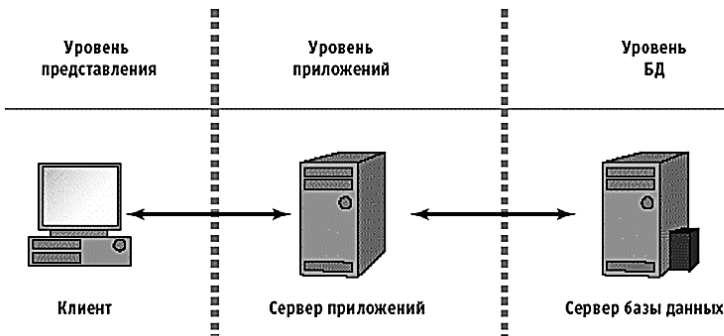 Уровень
представления
Уровень
приложений
Уровень
БД
Клиент
Сервер приложений
Сервер базы данных